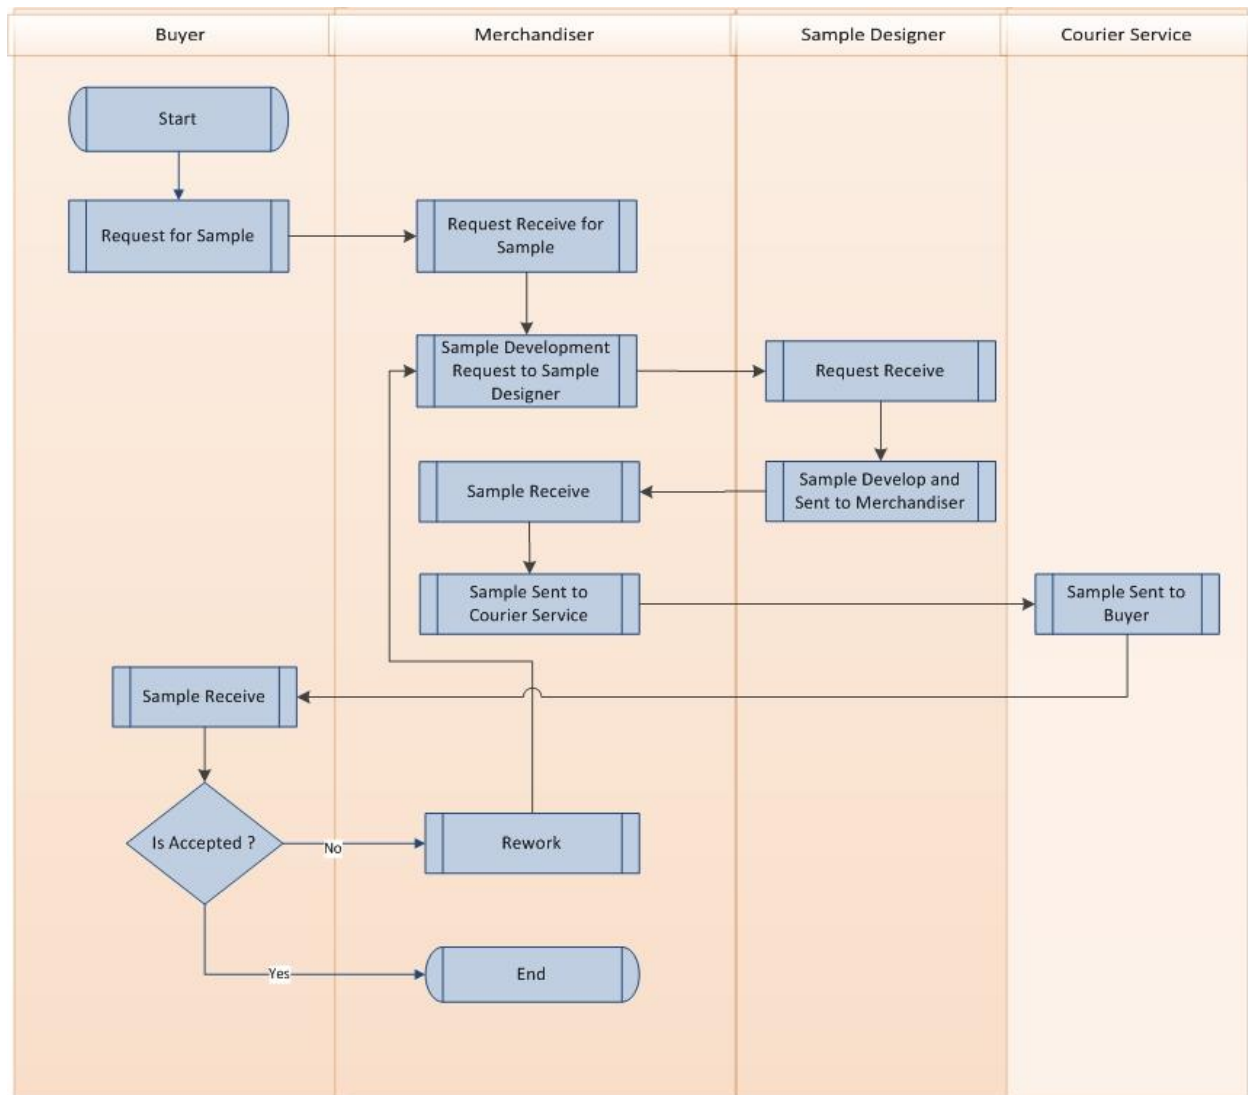 Buyer
Merchandiser
Sample Designer
Courier Service
Start
Request for Sample
Request Receive for
Sample
Sample Development
Request to Sample
Designer
Request Receive
Sample Receive
Sample Develop and
Sent to Merchandiser
Sample Sent to
Courier Service
Sample Sent to
Buyer
Sample Receive
Is Accepted ?
No
Rework
Yes
End